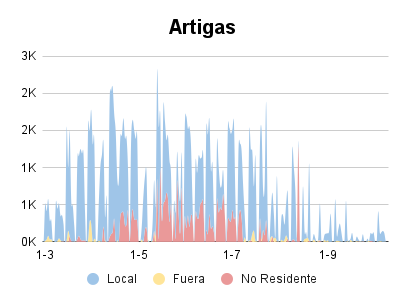 Artigas
3K
2K
2K
1K
1K
0K
1-3
1-5
1-7
1-9
Local
Fuera
No Residente